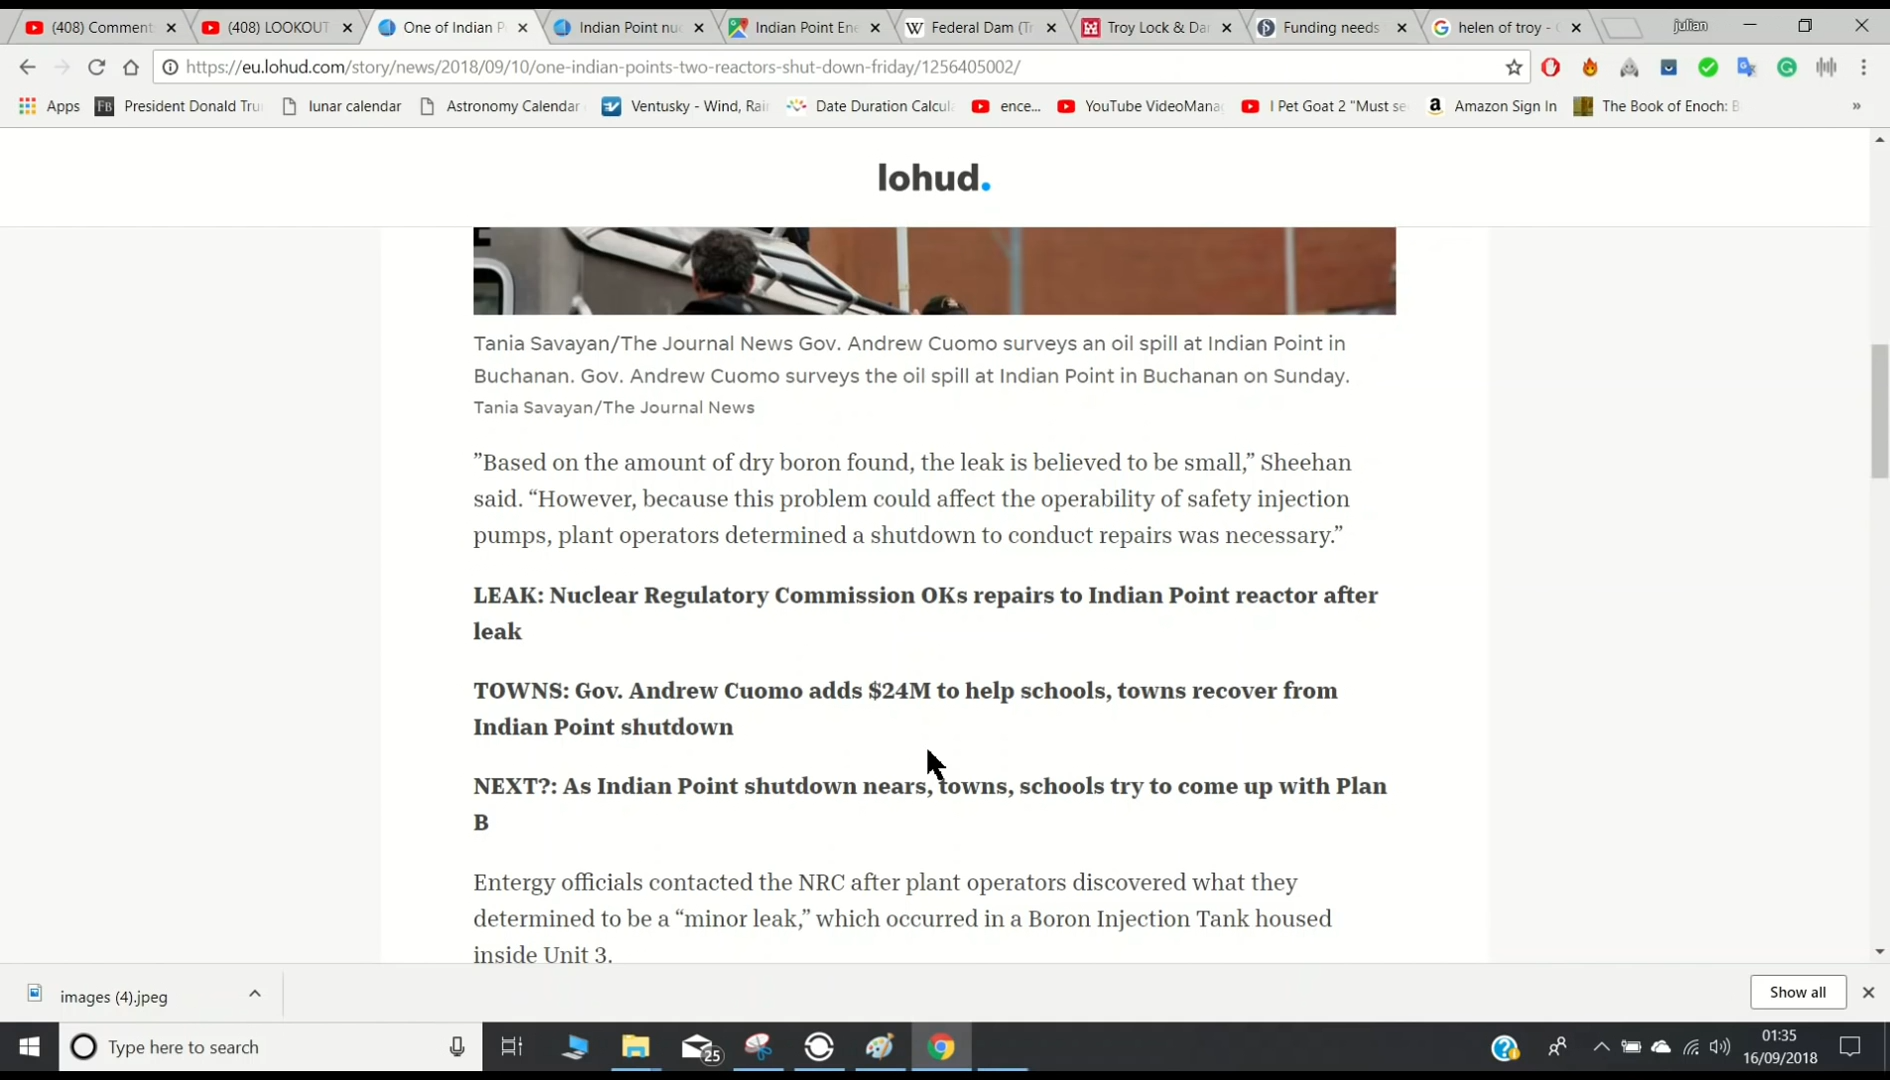 (408) Comment
(408) LOOKOUT
One of Indian P
Indian Point nu
Indian Point En
Federal Dam (T
Troy Lock & Da
Funding needs
helen of troy -
julian
https://eu.lohud.com/story/news/2018/09/10/one-indian-points-two-reactors-shut-down-friday/1256405002/
Apps
President Donald Tru
lunar calendar
Astronomy Calendar
Ventusky - Wind, Rai
Date Duration Calcul
ence...
YouTube VideoMana
I Pet Goat 2 "Must se
Amazon Sign In
The Book of Enoch: B
»
lohud.
Tania Savayan/The Journal News Gov. Andrew Cuomo surveys an oil spill at Indian Point in
Buchanan. Gov. Andrew Cuomo surveys the oil spill at Indian Point in Buchanan on Sunday.
Tania Savayan/The Journal News
”Based on the amount of dry boron found, the leak is believed to be small,” Sheehan
said. “However, because this problem could affect the operability of safety injection
pumps, plant operators determined a shutdown to conduct repairs was necessary.”
LEAK: Nuclear Regulatory Commission OKs repairs to Indian Point reactor after
leak
TOWNS: Gov. Andrew Cuomo adds $24M to help schools, towns recover from
Indian Point shutdown
NEXT?: As Indian Point shutdown nears, towns, schools try to come up with Plan
B
Entergy officials contacted the NRC after plant operators discovered what they
determined to be a “minor leak,” which occurred in a Boron Injection Tank housed
inside Unit 3.
images (4).jpeg
Show all
Type here to search
25
01:35
16/09/2018